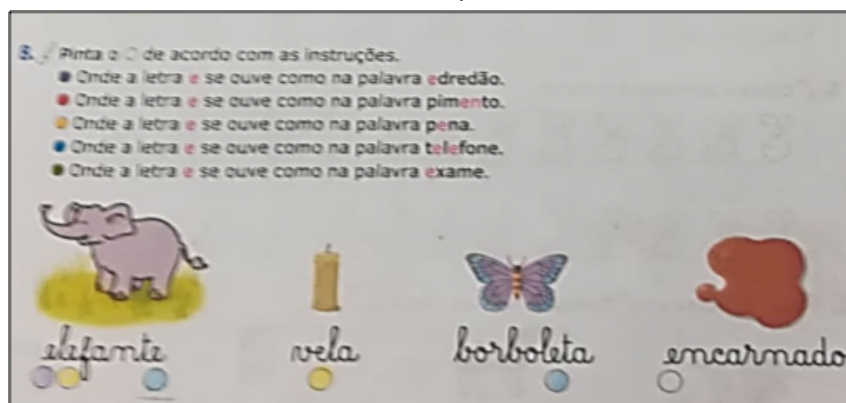 5. Pinta o O de acordo com as instruções.
Onde a letra e se ouve como na palavra edredão.
Onde a letra e se ouve como na palavra pimento.
Onde a letra e se ouve como na palavra pena.
Onde a letra e se ouve como na palavra telefone.
Onde a letra e se ouve como na palavra exame.
elefante vela borboleta encarnado